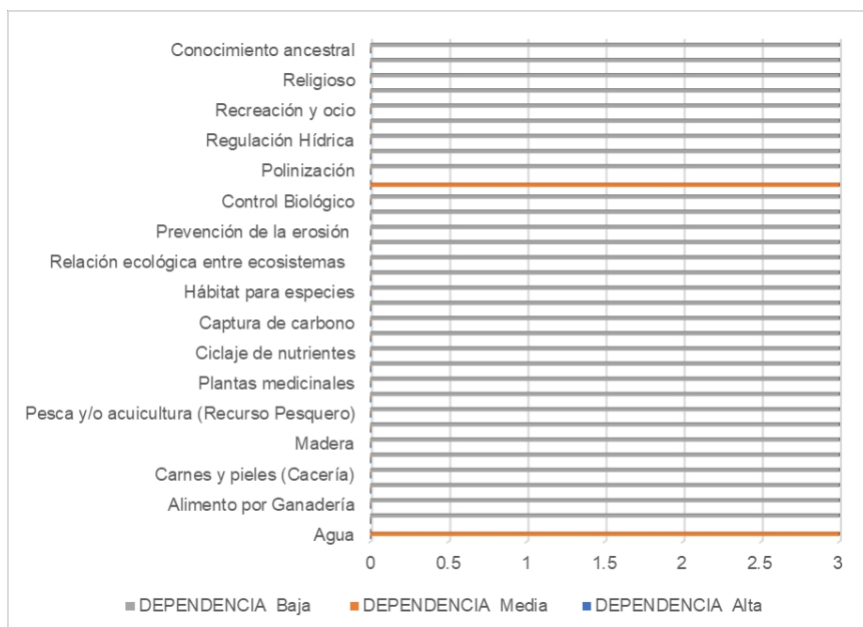 Conocimiento ancestral
Religioso
Recreación y ocio
Regulación Hídrica
Polinización
Control Biológico
Prevención de la erosión
Relación ecológica entre ecosistemas
Hábitat para especies
Captura de carbono
Ciclaje de nutrientes
Plantas medicinales
Pesca y/o acuicultura (Recurso Pesquero)
Madera
Carnes y pieles (Cacería)
Alimento por Ganadería
Agua
0 0.5 1 1.5 2 2.5 3
DEPENDENCIA Baja DEPENDENCIA Media DEPENDENCIA Alta